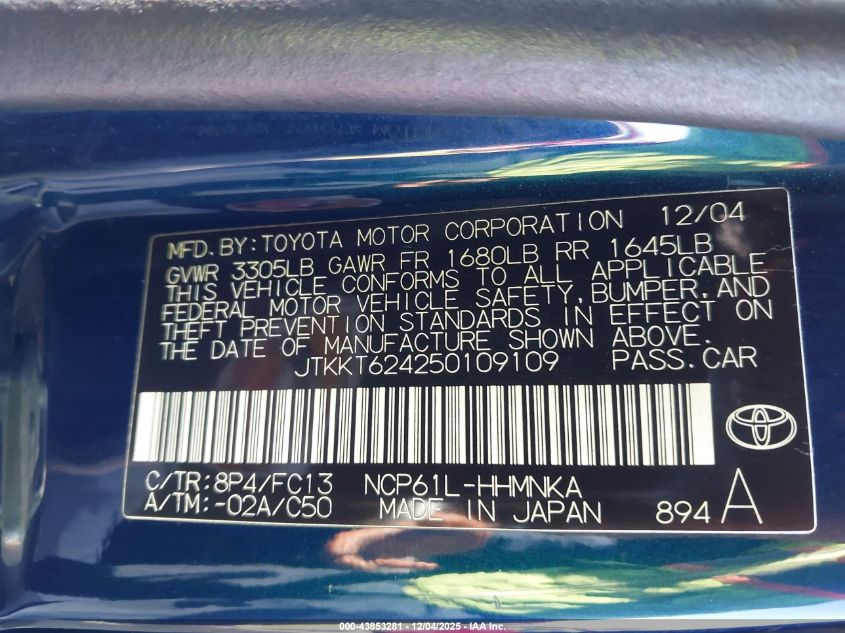 MFD. BY: TOYOTA MOTOR CORPORATION 12/04
GVWR 3305LB GAWR FR 1680LB RR 1645LB
THIS VEHICLE CONFORMS TO ALL APPLICABLE
FEDERAL MOTOR VEHICLE SAFETY, BUMPER, AND
THEFT PREVENTION STANDARDS IN EFFECT ON
THE DATE OF MANUFACTURE SHOWN ABOVE.
JTKKT624250109109 PASS. CAR
C/TR: 8P4/FC13 NCP61L-HHMNKA
A/TM: -02A/C50 MADE IN JAPAN 894 A
000-43853281 - 12/04/2025 - IAA Inc.